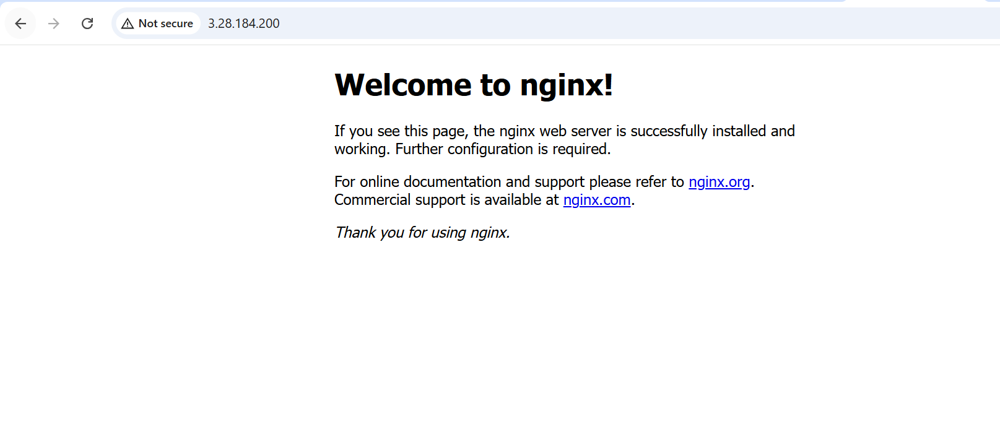 Not secure 3.28.184.200
Welcome to nginx!
If you see this page, the nginx web server is successfully installed and
working. Further configuration is required.
For online documentation and support please refer to nginx.org.
Commercial support is available at nginx.com.
Thank you for using nginx.